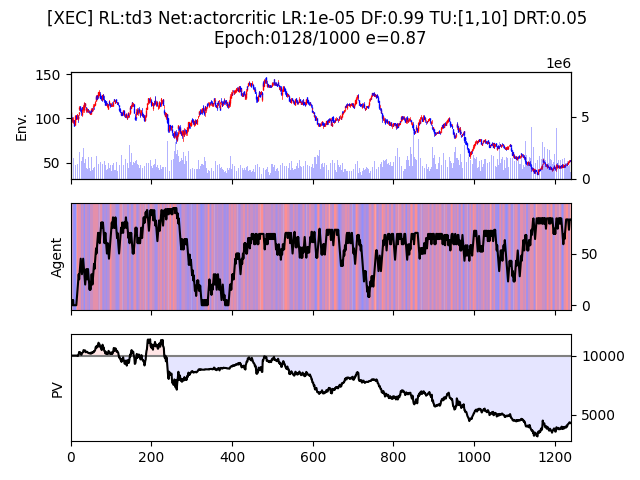 [XEC] RL:td3 Net:actorcritic LR:1e-05 DF:0.99 TU:[1,10] DRT:0.05
Epoch:0128/1000 e=0.87
1e6
150
100
50
Env.
5
0
Agent
50
0
PV
10000
5000
0 200 400 600 800 1000 1200